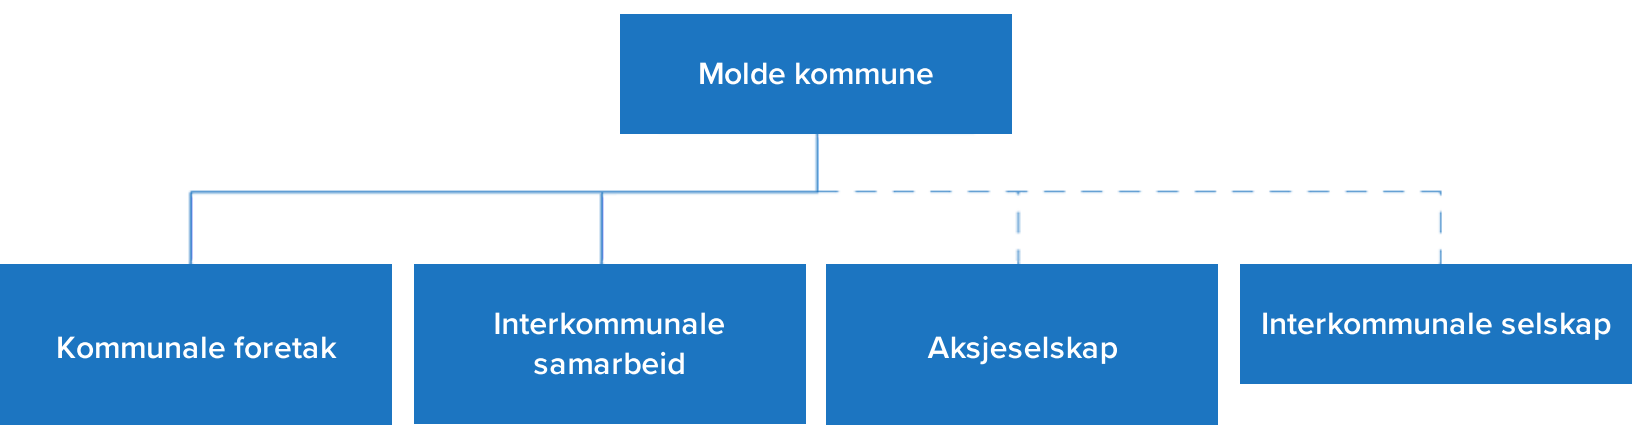 Molde kommune
Kommunale foretak
Interkommunale
samarbeid
Aksjeselskap
Interkommunale selskap